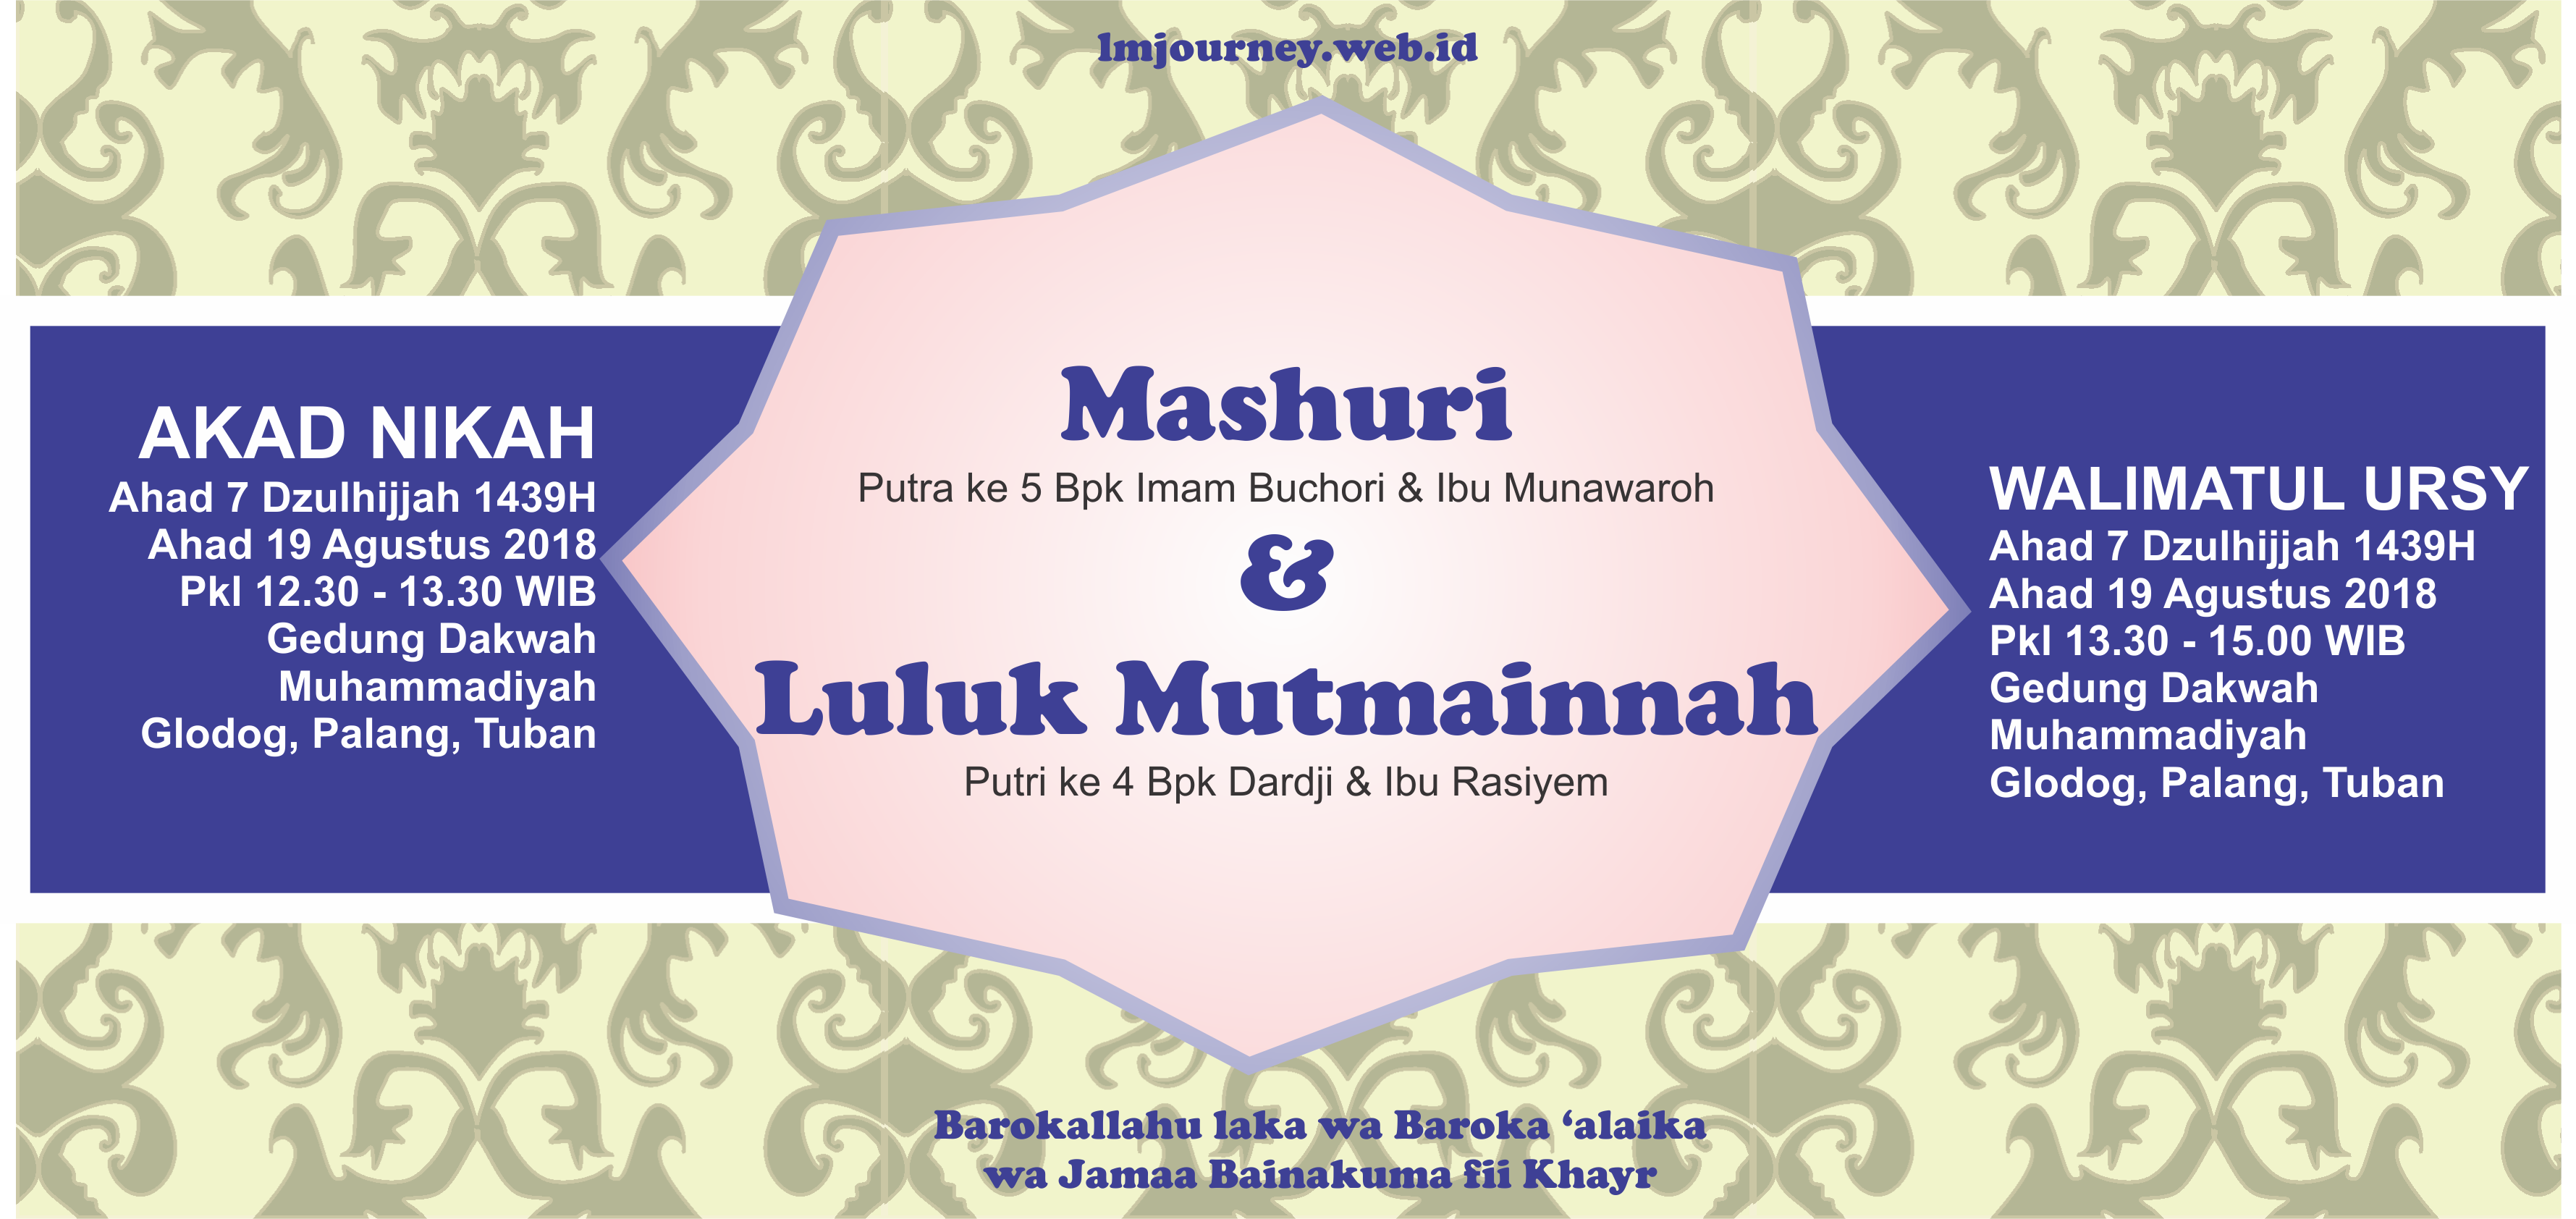 lmjourney.web.id
AKAD NIKAH
Ahad 7 Dzulhijjah 1439H
Ahad 19 Agustus 2018
Pkl 12.30 - 13.30 WIB
Gedung Dakwah
Muhammadiyah
Glodog, Palang, Tuban
Mashuri
Putra ke 5 Bpk Imam Buchori & Ibu Munawaroh
&
Luluk Mutmainnah
Putri ke 4 Bpk Dardji & Ibu Rasiyem
WALIMATUL URSY
Ahad 7 Dzulhijjah 1439H
Ahad 19 Agustus 2018
Pkl 13.30 - 15.00 WIB
Gedung Dakwah
Muhammadiyah
Glodog, Palang, Tuban
Barokallahu laka wa Baroka ‘alaika
wa Jamaa Bainakuma fii Khayr